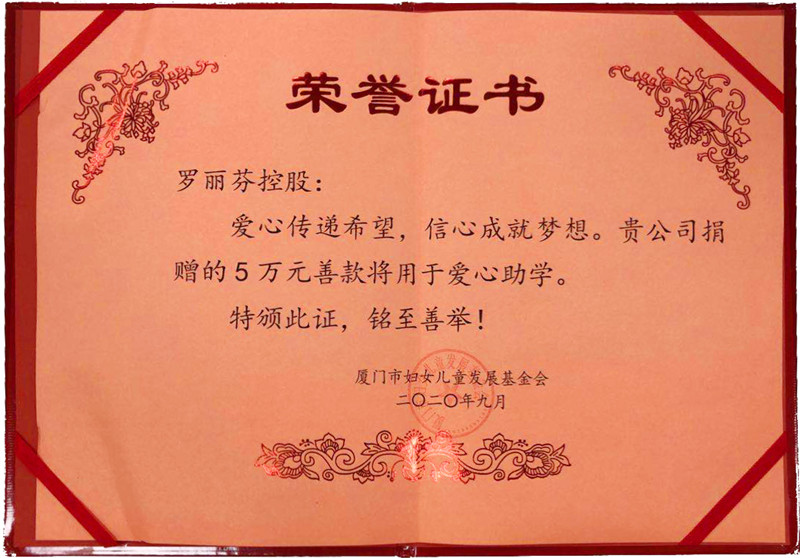 荣誉证书
罗丽芬控股：
爱心传递希望，信心成就梦想。贵公司捐
赠的5万元善款将用于爱心助学。
特颁此证，铭至善举！
厦门市妇女儿童发展基金会
二〇二〇年九月